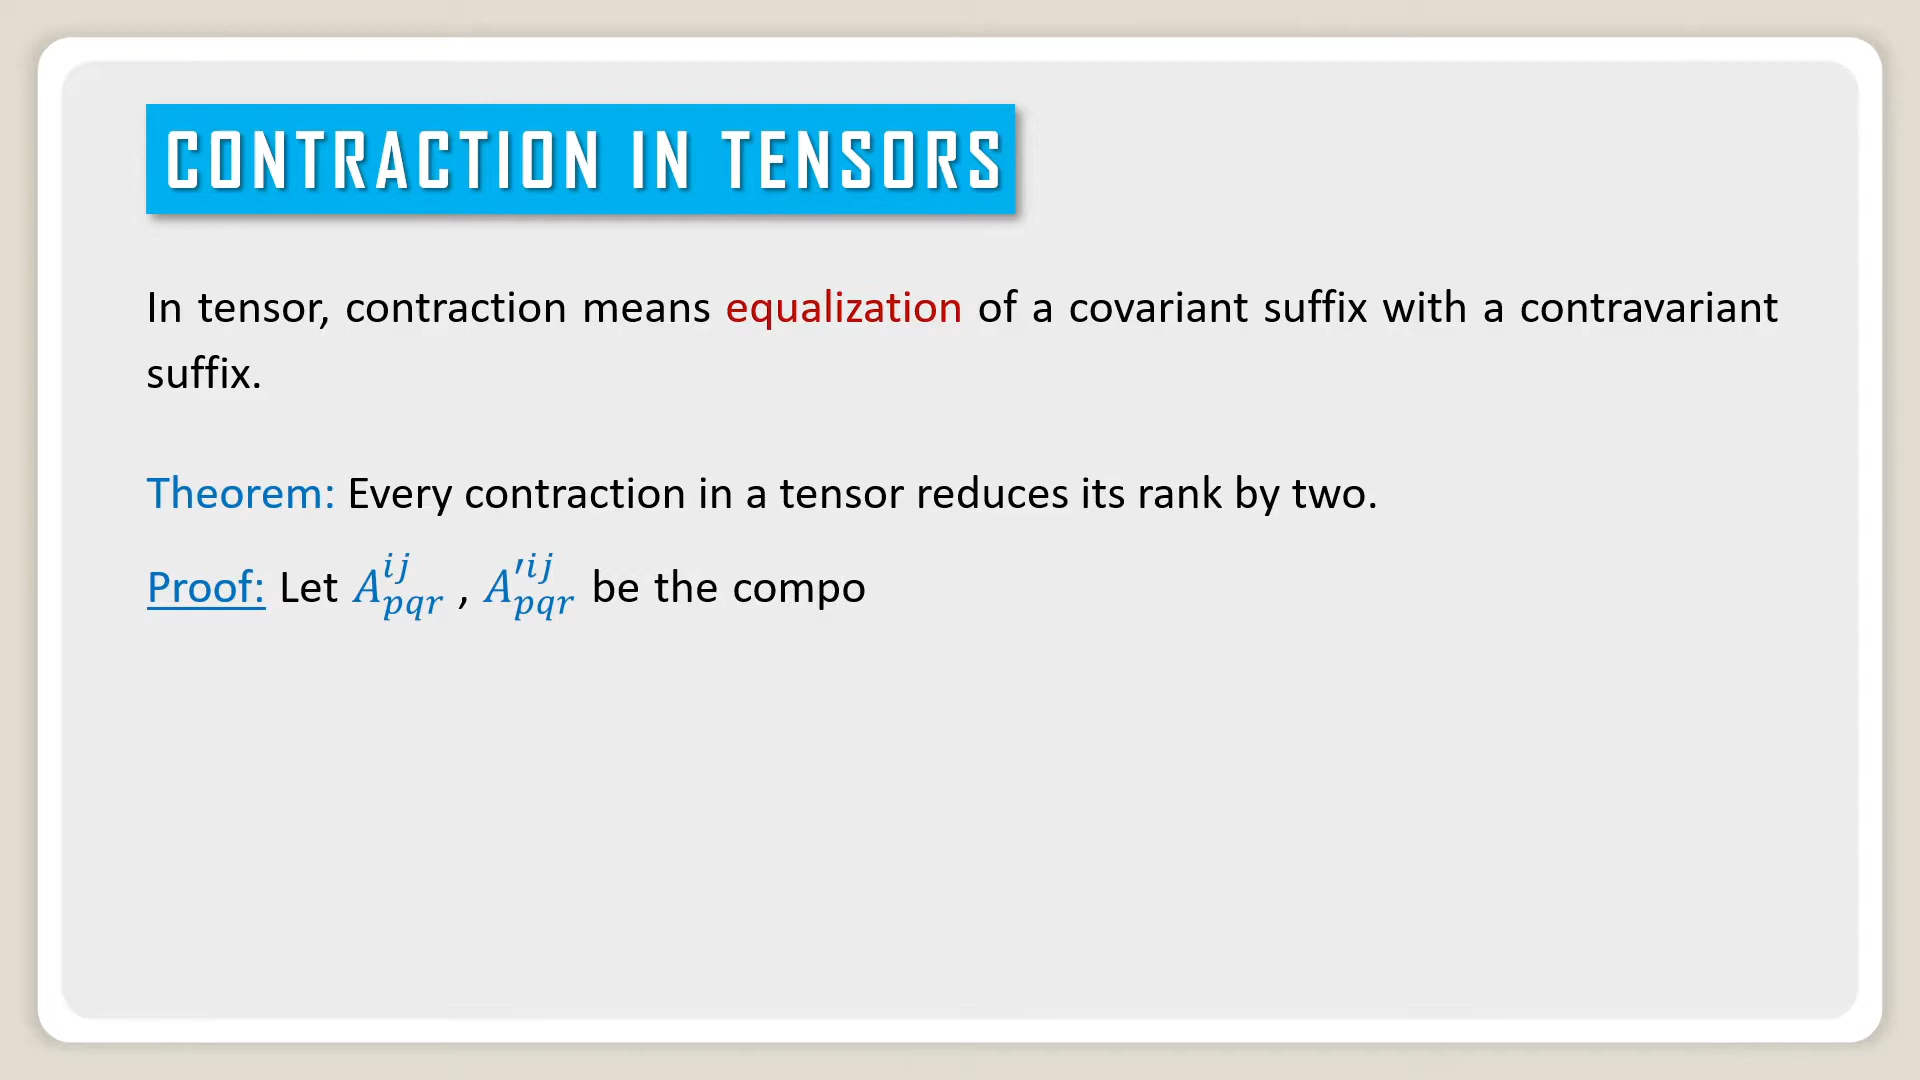 CONTRACTION IN TENSORS
In tensor, contraction means equalization of a covariant suffix with a contravariant
suffix.
Theorem: Every contraction in a tensor reduces its rank by two.
Proof: Let $A^{ij}_{pqr}$ , $A'^{ij}_{pqr}$ be the compo